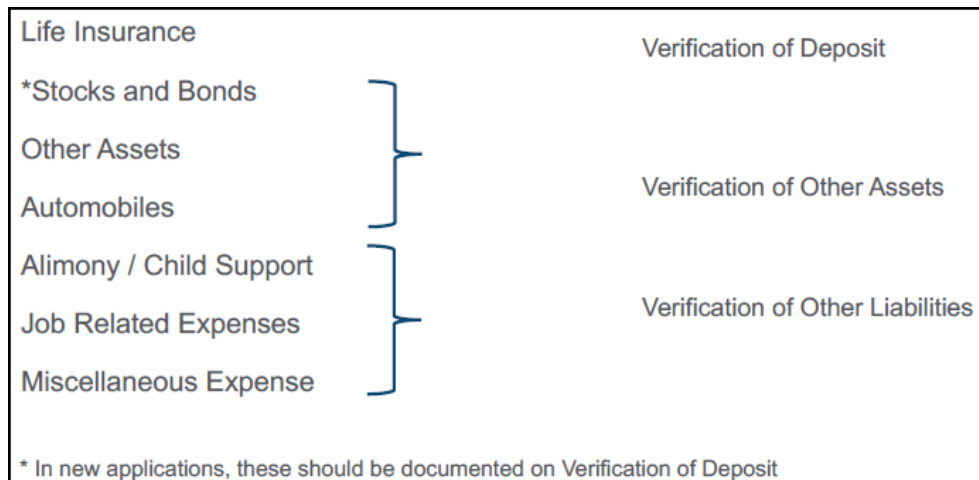 Life Insurance
Verification of Deposit
*Stocks and Bonds
Other Assets
Verification of Other Assets
Automobiles
Alimony / Child Support
Verification of Other Liabilities
Job Related Expenses
Miscellaneous Expense
* In new applications, these should be documented on Verification of Deposit